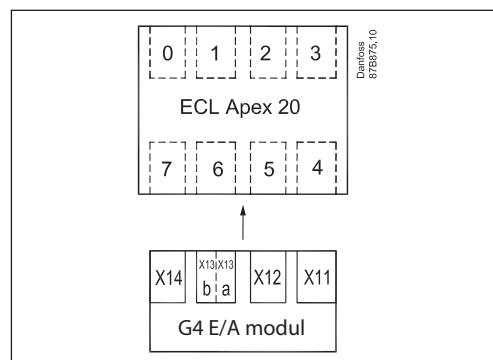 0 1 2 3
Danfoss
87B875.10
ECL Apex 20
7 6 5 4
X14 X13 X13 X12 X11
b a
G4 E/A modul